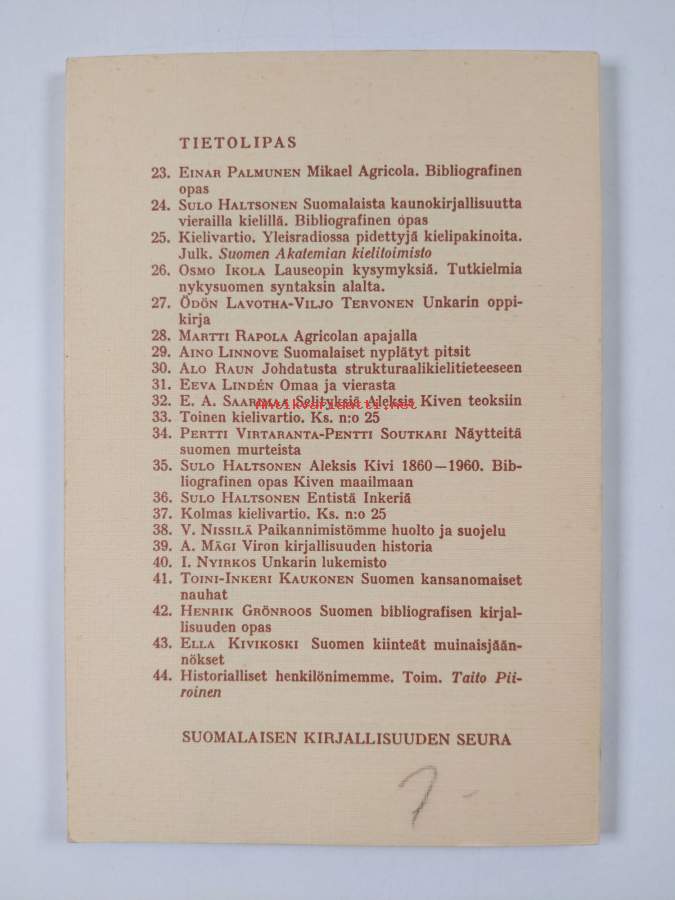 TIETOLIPAS
23. EINAR PALMUNEN Mikael Agricola. Bibliografinen
opas
24. SULO HALTSONEN Suomalaista kaunokirjallisuutta
vierailla kielillä. Bibliografinen opas
25. Kielivartio. Yleisradiossa pidettyjä kielipakinoita.
Julk. Suomen Akatemian kielitoimisto
26. OSMO IKOLA Lauseopin kysymyksiä. Tutkielmia
nykysuomen syntaksin alalta.
27. ÖDÖN LAVOTHA-VILJO TERVONEN Unkarin oppi-
kirja
28. MARTTI RAPOLA Agricolan apajalla
29. AINO LINNOVE Suomalaiset nyplätyt pitsit
30. ALO RAUN Johdatusta strukturaalikielitieteeseen
31. EEVA LINDÉN Omaa ja vierasta
32. E. A. SAARIMAA Selityksiä Aleksis Kiven teoksiin
antikvariaatti.net
33. Toinen kielivartio. Ks. n:o 25
34. PERTTI VIRTARANTA-PENTTI SOUTKARI Näytteitä
suomen murteista
35. SULO HALTSONEN Aleksis Kivi 1860–1960. Bib-
liografinen opas Kiven maailmaan
36. SULO HALTSONEN Entistä Inkeriä
37. Kolmas kielivartio. Ks. n:o 25
38. V. NISSILÄ Paikannimistömme huolto ja suojelu
39. A. MÄGI Viron kirjallisuuden historia
40. I. NYIRKOS Unkarin lukemisto
41. TOINI-INKERI KAUKONEN Suomen kansanomaiset
nauhat
42. HENRIK GRÖNROOS Suomen bibliografisen kirjal-
lisuuden opas
43. ELLA KIVIKOSKI Suomen kiinteät muinaisjään-
nökset
44. Historialliset henkilönimemme. Toim. Taito Pii-
roinen
SUOMALAISEN KIRJALLISUUDEN SEURA
7-